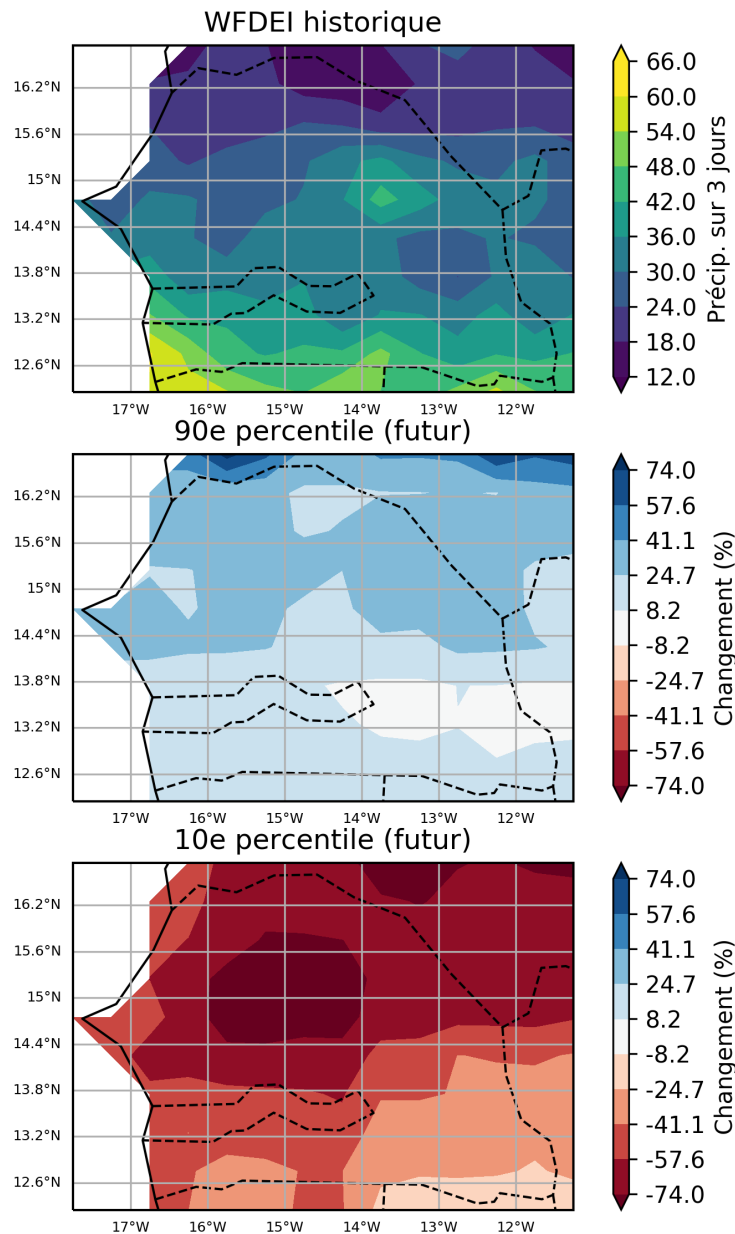 WFDEI historique
16.2°N
15.6°N
15°N
14.4°N
13.8°N
13.2°N
12.6°N
17°W
16°W
15°W
14°W
13°W
12°W
66.0
60.0
54.0
48.0
42.0
36.0
30.0
24.0
18.0
12.0
Précip. sur 3 jours
90e percentile (futur)
16.2°N
15.6°N
15°N
14.4°N
13.8°N
13.2°N
12.6°N
17°W
16°W
15°W
14°W
13°W
12°W
74.0
57.6
41.1
24.7
8.2
-8.2
-24.7
-41.1
-57.6
-74.0
Changement (%)
10e percentile (futur)
16.2°N
15.6°N
15°N
14.4°N
13.8°N
13.2°N
12.6°N
17°W
16°W
15°W
14°W
13°W
12°W
74.0
57.6
41.1
24.7
8.2
-8.2
-24.7
-41.1
-57.6
-74.0
Changement (%)